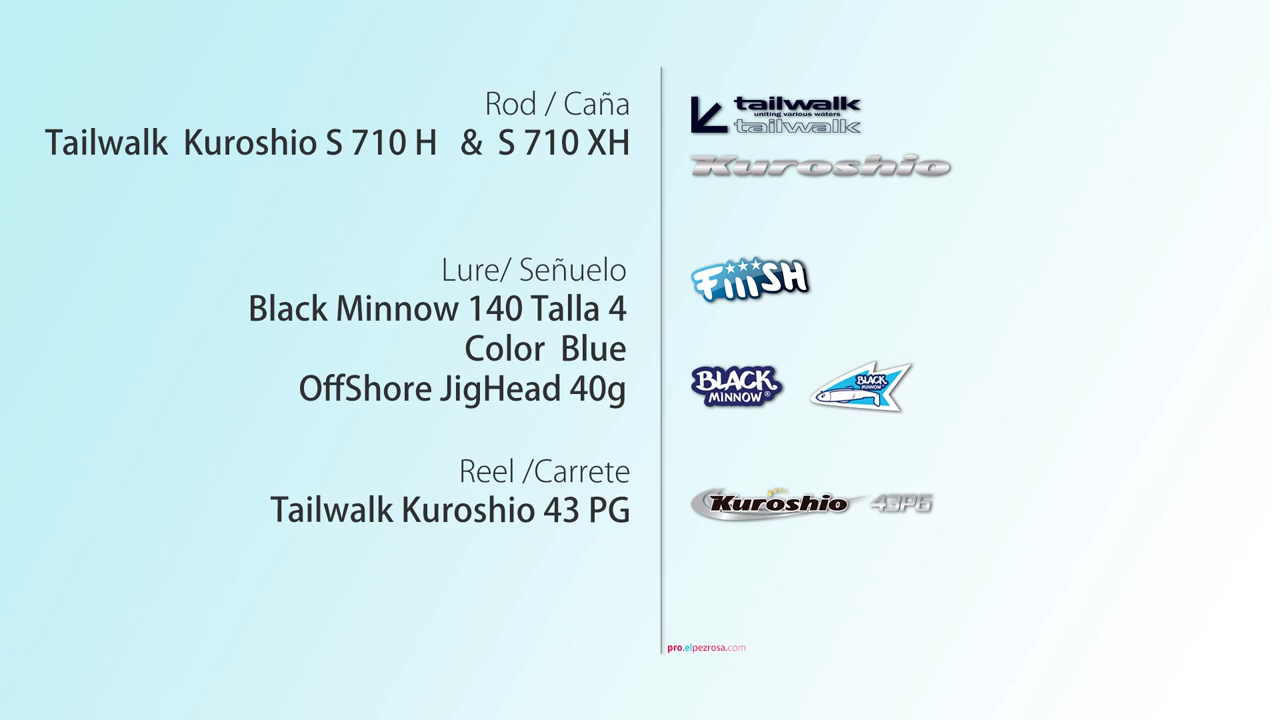 Rod / Caña
Tailwalk Kuroshio S 710 H & S 710 XH
tailwalk
uniting various waters
tailwalk
Kuroshio
Lure/ Señuelo
Black Minnow 140 Talla 4
Color Blue
OffShore JigHead 40g
FiiiSH
BLACK MINNOW®
BLACK MINNOW
Reel /Carrete
Tailwalk Kuroshio 43 PG
Kuroshio 43PG
pro.elpezrosa.com